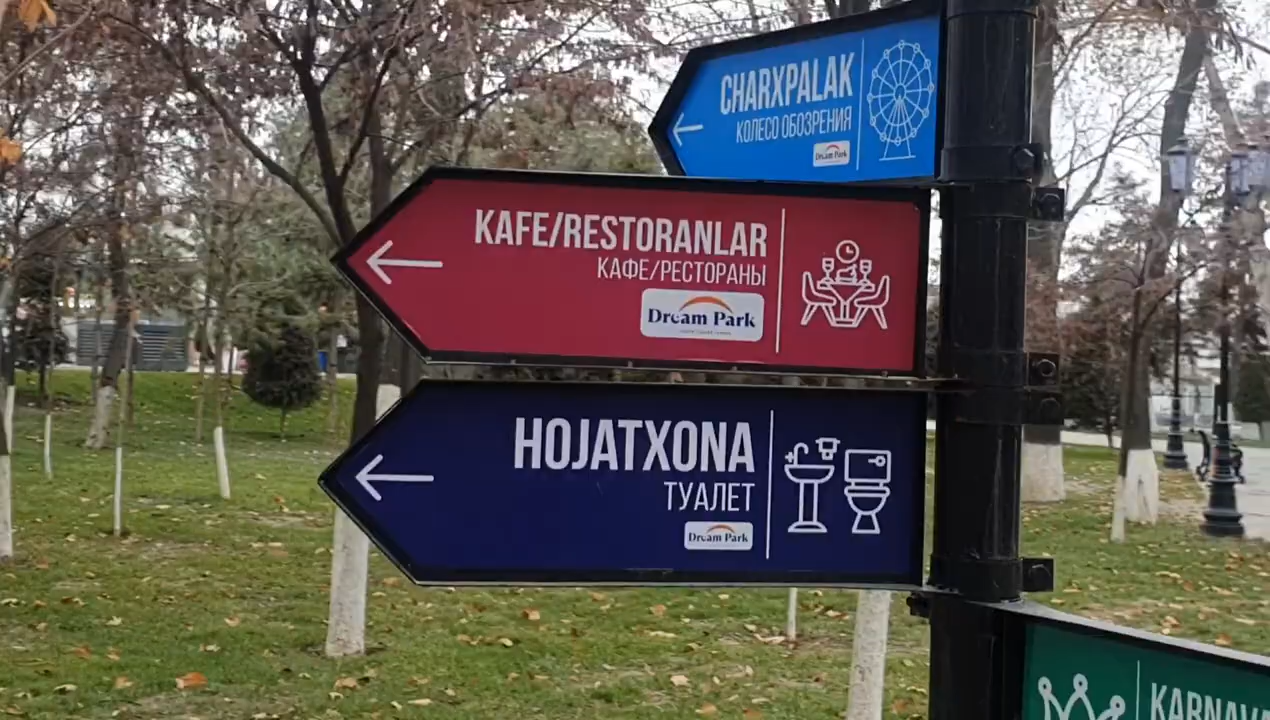 CHARXPALAK
КОЛЕСО ОБОЗРЕНИЯ
Dream Park
KAFE/RESTORANLAR
КАФЕ/РЕСТОРАНЫ
Dream Park
HOJATXONA
ТУАЛЕТ
Dream Park